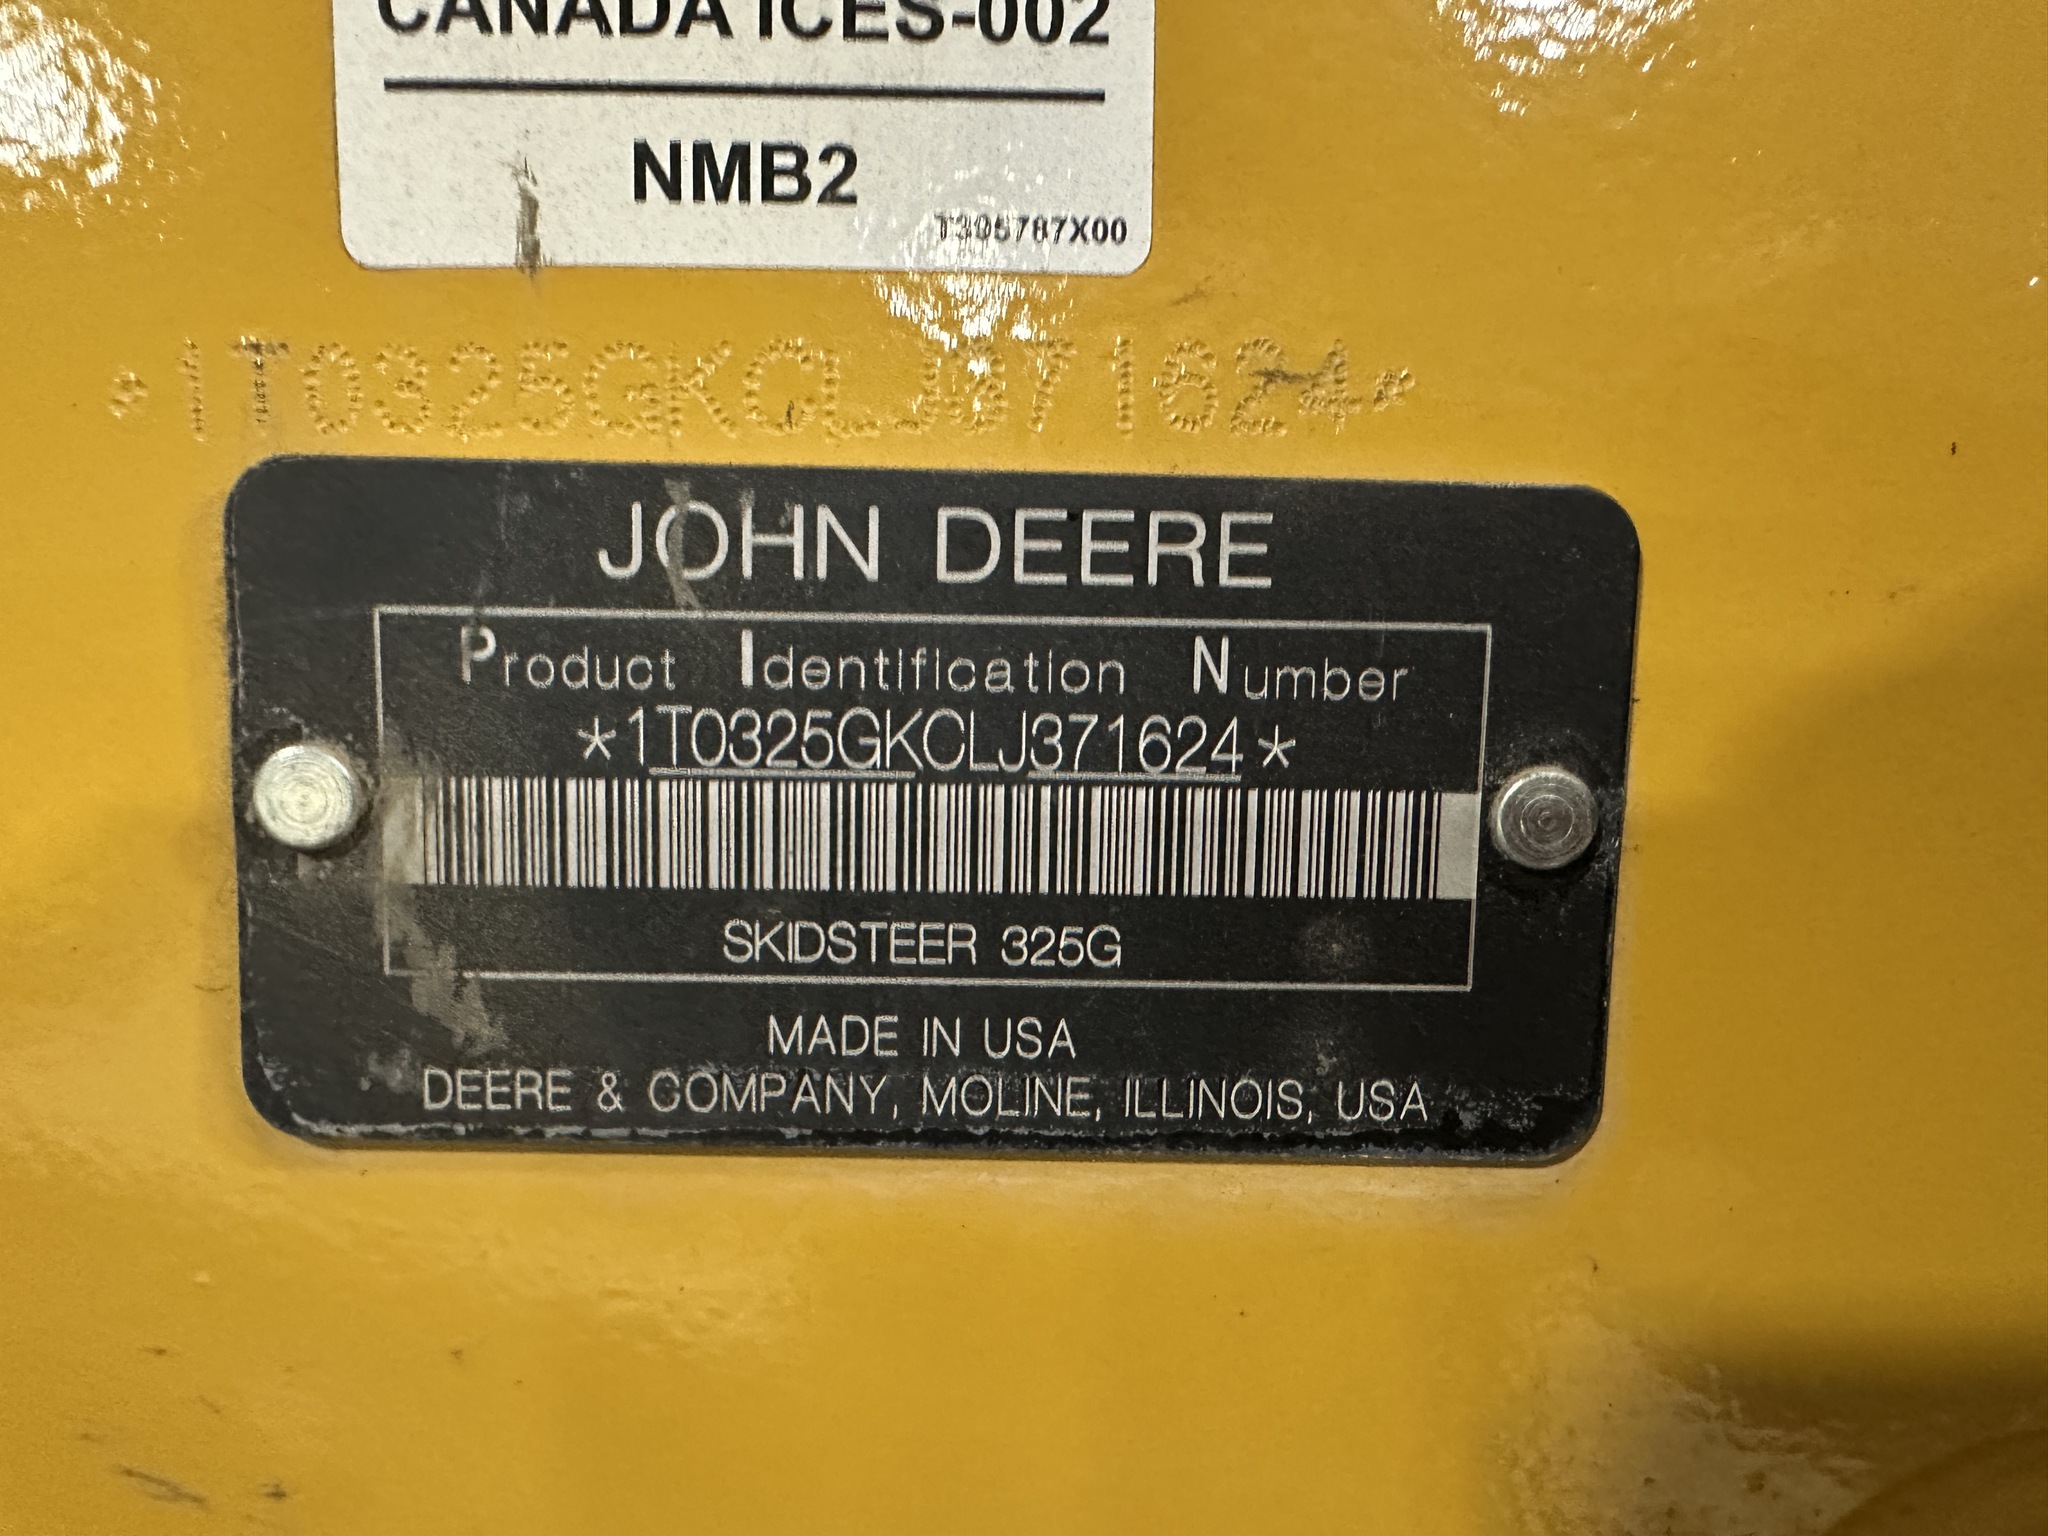 CANADA ICES-002
NMB2
T395787X00
*1T0325GKCLJ371624*
JOHN DEERE
Product Identification Number
*1T0325GKCLJ371624*
SKIDSTEER 325G
MADE IN USA
DEERE & COMPANY, MOLINE, ILLINOIS, USA